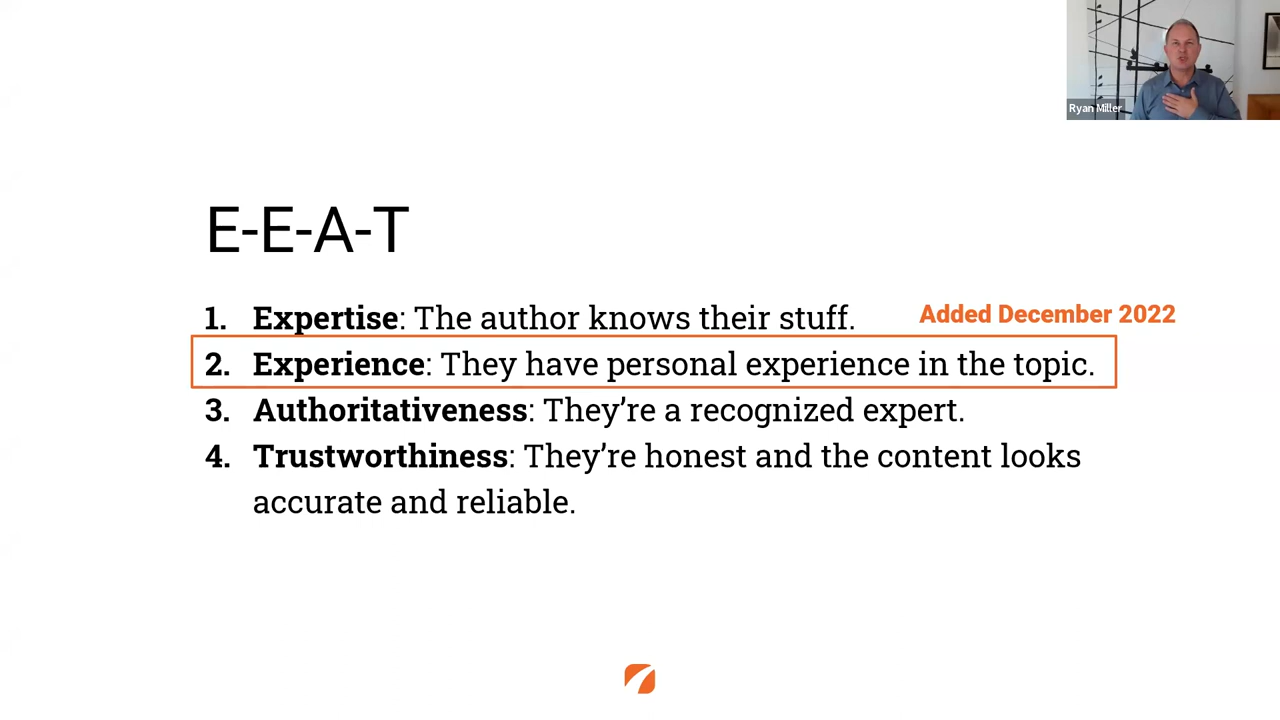 Ryan Miller
E-E-A-T
1. Expertise: The author knows their stuff.
Added December 2022
2. Experience: They have personal experience in the topic.
3. Authoritativeness: They’re a recognized expert.
4. Trustworthiness: They’re honest and the content looks
accurate and reliable.